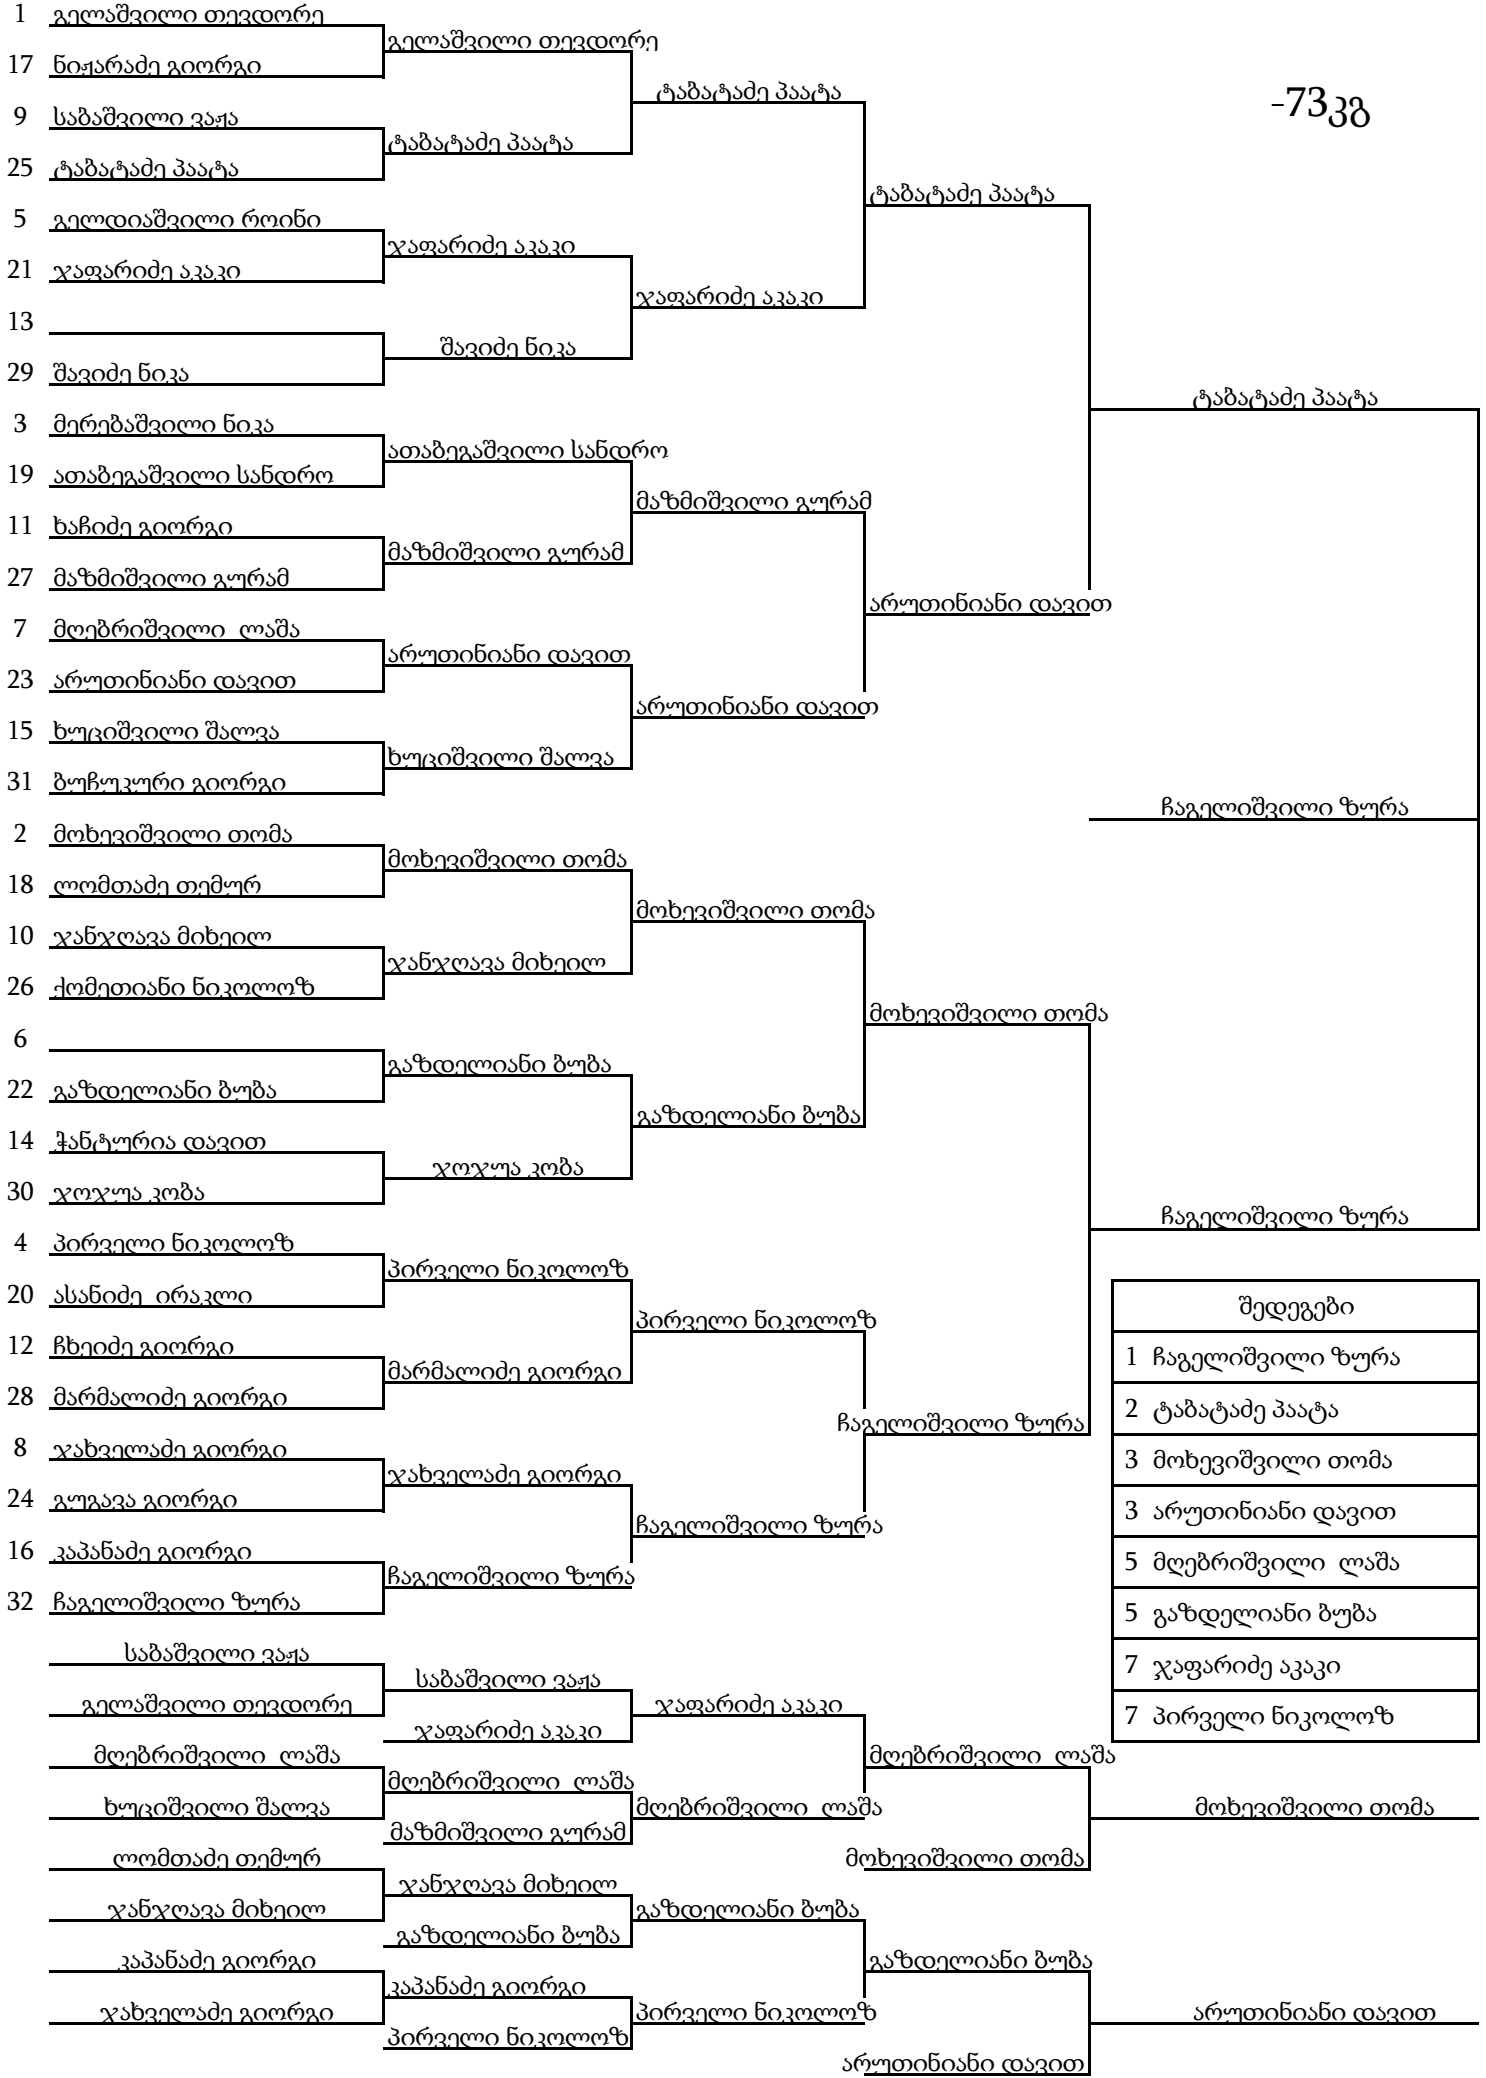 -73კგ
1 გელაშვილი თევდორე
17 ნიჟარაძე გიორგი
9 საბაშვილი ვაჟა
25 ტაბატაძე პაატა
5 გელდიაშვილი როინი
21 ჯაფარიძე აკაკი
13
29 შავიძე ნიკა
3 მერებაშვილი ნიკა
19 ათაბეგაშვილი სანდრო
11 ხაჩიძე გიორგი
27 მაზმიშვილი გურამ
7 მღებრიშვილი ლაშა
23 არუთინიანი დავით
15 ხუციშვილი შალვა
31 ბუჩუკური გიორგი
2 მოხევიშვილი თომა
18 ლომთაძე თემურ
10 ჯანჯღავა მიხეილ
26 ქომეთიანი ნიკოლოზ
6
22 გაზდელიანი ბუბა
14 ჭანტურია დავით
30 ჯოჯუა კობა
4 პირველი ნიკოლოზ
20 ასანიძე ირაკლი
12 ჩხეიძე გიორგი
28 მარმალიძე გიორგი
8 ჯახველაძე გიორგი
24 გუგავა გიორგი
16 კაპანაძე გიორგი
32 ჩაგელიშვილი ზურა
გელაშვილი თევდორე
ტაბატაძე პაატა
ჯაფარიძე აკაკი
შავიძე ნიკა
ათაბეგაშვილი სანდრო
მაზმიშვილი გურამ
არუთინიანი დავით
ხუციშვილი შალვა
მოხევიშვილი თომა
ჯანჯღავა მიხეილ
გაზდელიანი ბუბა
ჯოჯუა კობა
პირველი ნიკოლოზ
მარმალიძე გიორგი
ჯახველაძე გიორგი
ჩაგელიშვილი ზურა
ტაბატაძე პაატა
ჯაფარიძე აკაკი
მაზმიშვილი გურამ
არუთინიანი დავით
მოხევიშვილი თომა
გაზდელიანი ბუბა
პირველი ნიკოლოზ
ჩაგელიშვილი ზურა
ტაბატაძე პაატა
არუთინიანი დავით
მოხევიშვილი თომა
ჩაგელიშვილი ზურა
ტაბატაძე პაატა
ჩაგელიშვილი ზურა
ჩაგელიშვილი ზურა
შედეგები
1 ჩაგელიშვილი ზურა
2 ტაბატაძე პაატა
3 მოხევიშვილი თომა
3 არუთინიანი დავით
5 მღებრიშვილი ლაშა
5 გაზდელიანი ბუბა
7 ჯაფარიძე აკაკი
7 პირველი ნიკოლოზ
საბაშვილი ვაჟა
გელაშვილი თევდორე
მღებრიშვილი ლაშა
ხუციშვილი შალვა
ლომთაძე თემურ
ჯანჯღავა მიხეილ
კაპანაძე გიორგი
ჯახველაძე გიორგი
საბაშვილი ვაჟა
ჯაფარიძე აკაკი
მღებრიშვილი ლაშა
მაზმიშვილი გურამ
ჯანჯღავა მიხეილ
გაზდელიანი ბუბა
კაპანაძე გიორგი
პირველი ნიკოლოზ
ჯაფარიძე აკაკი
მღებრიშვილი ლაშა
გაზდელიანი ბუბა
პირველი ნიკოლოზ
მღებრიშვილი ლაშა
მოხევიშვილი თომა
გაზდელიანი ბუბა
არუთინიანი დავით
მოხევიშვილი თომა
არუთინიანი დავით